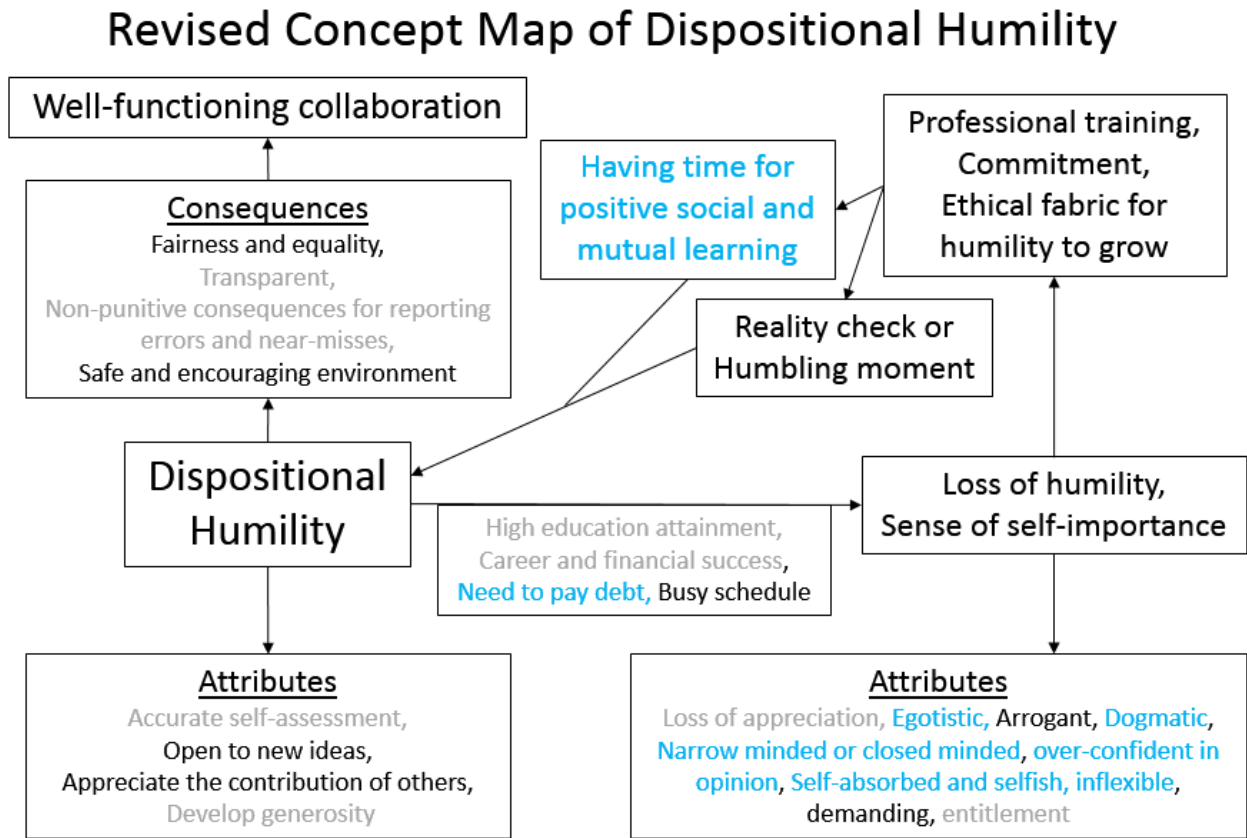 Revised Concept Map of Dispositional Humility
Well-functioning collaboration
Consequences
Fairness and equality,
Transparent,
Non-punitive consequences for reporting
errors and near-misses,
Safe and encouraging environment
Having time for
positive social and
mutual learning
Professional training,
Commitment,
Ethical fabric for
humility to grow
Reality check or
Humbling moment
Dispositional
Humility
High education attainment,
Career and financial success,
Need to pay debt, Busy schedule
Loss of humility,
Sense of self-importance
Attributes
Accurate self-assessment,
Open to new ideas,
Appreciate the contribution of others,
Develop generosity
Attributes
Loss of appreciation, Egotistic, Arrogant, Dogmatic,
Narrow minded or closed minded, over-confident in
opinion, Self-absorbed and selfish, inflexible,
demanding, entitlement